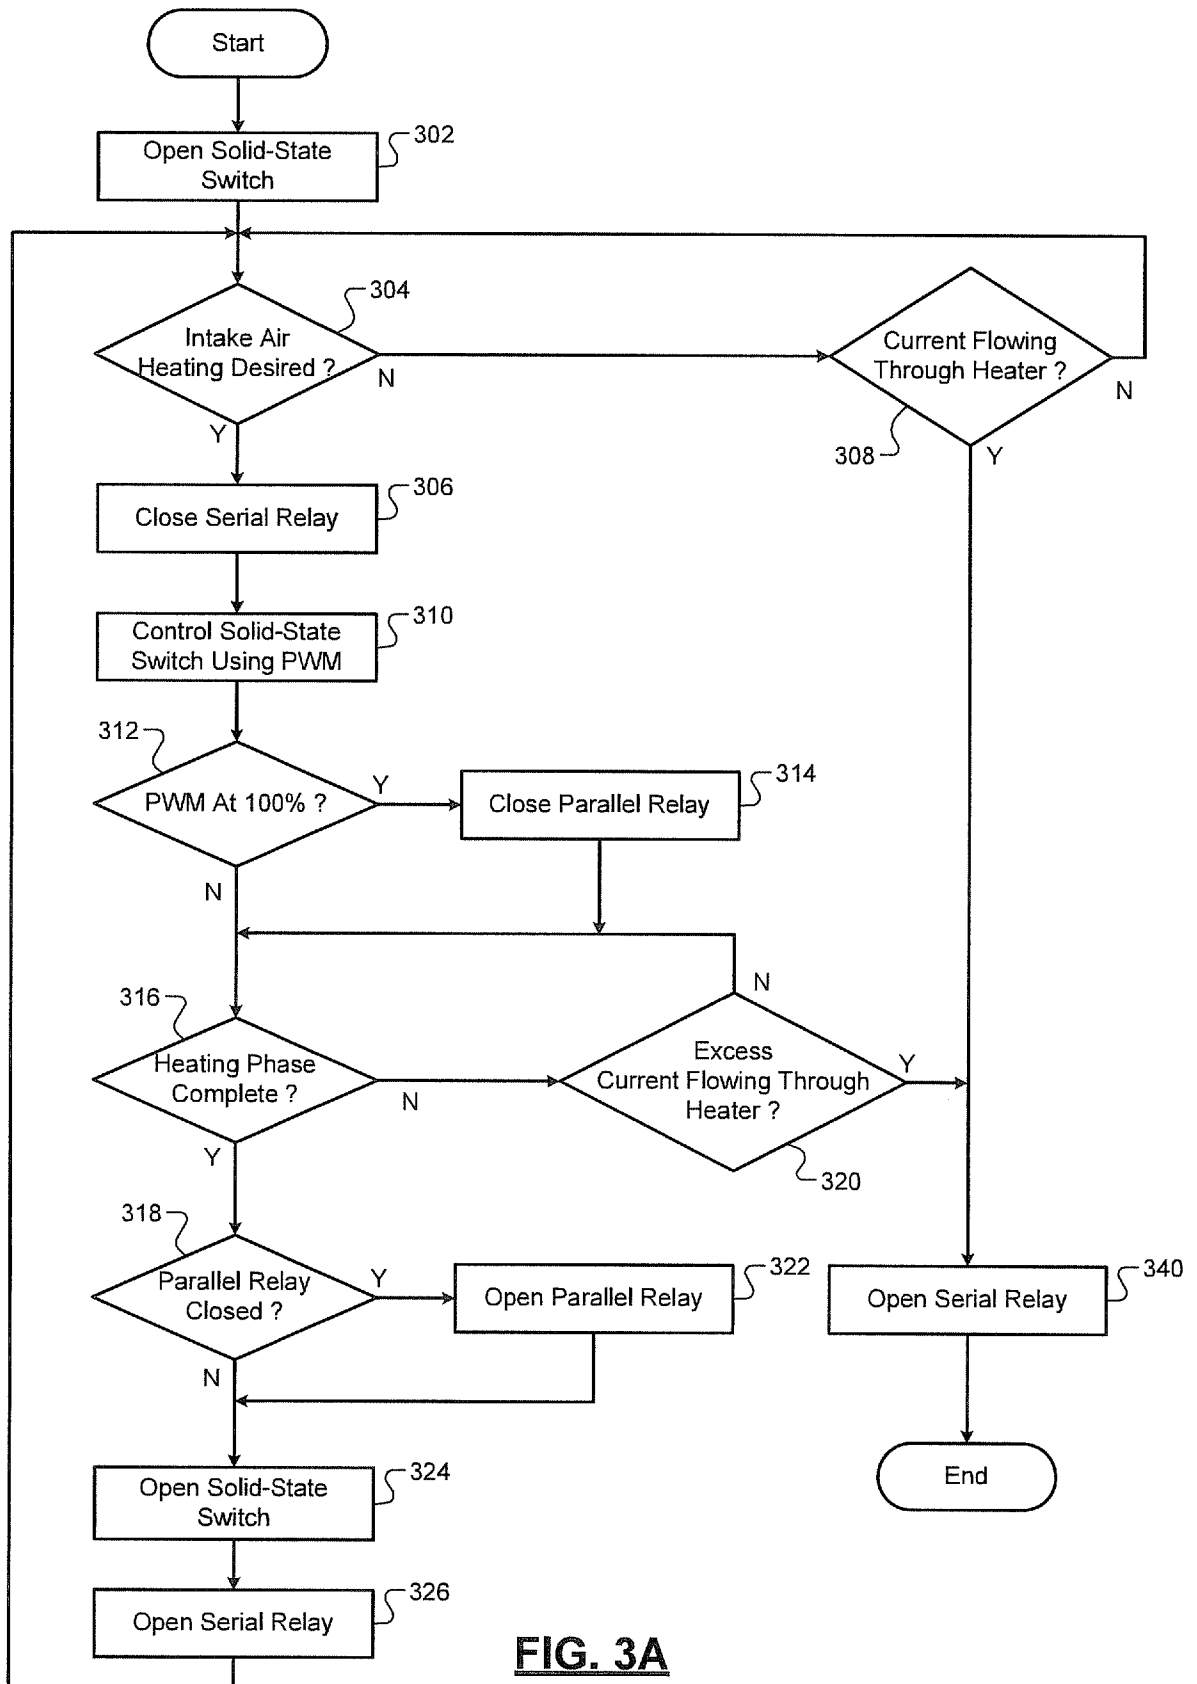 Start
302
Open Solid-State
Switch
304
Intake Air
Heating Desired ?
N
Y
Current Flowing
Through Heater ?
N
308
Y
306
Close Serial Relay
310
Control Solid-State
Switch Using PWM
312
PWM At 100% ?
Y
N
314
Close Parallel Relay
316
Heating Phase
Complete ?
N
Y
N
Excess
Current Flowing Through
Heater ?
Y
320
318
Parallel Relay
Closed ?
Y
N
322
Open Parallel Relay
340
Open Serial Relay
End
324
Open Solid-State
Switch
326
Open Serial Relay
FIG. 3A